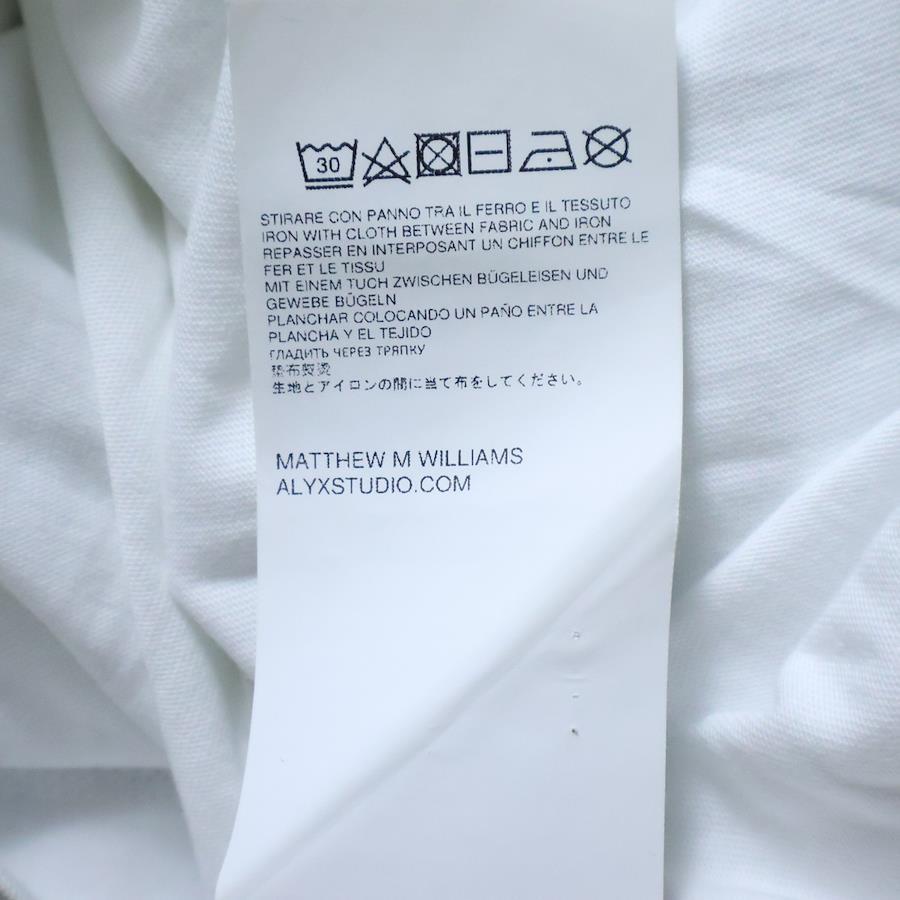 30
STIRARE CON PANNO TRA IL FERRO E IL TESSUTO
IRON WITH CLOTH BETWEEN FABRIC AND IRON
REPASSER EN INTERPOSANT UN CHIFFON ENTRE LE
FER ET LE TISSU
MIT EINEM TUCH ZWISCHEN BÜGELEISEN UND
GEWEBE BÜGELN
PLANCHAR COLOCANDO UN PAÑO ENTRE LA
PLANCHA Y EL TEJIDO
ГЛАДИТЬ ЧЕРЕЗ ТРЯПКУ
垫布熨烫
生地とアイロンの間に当て布をしてください。
MATTHEW M WILLIAMS
ALYXSTUDIO.COM